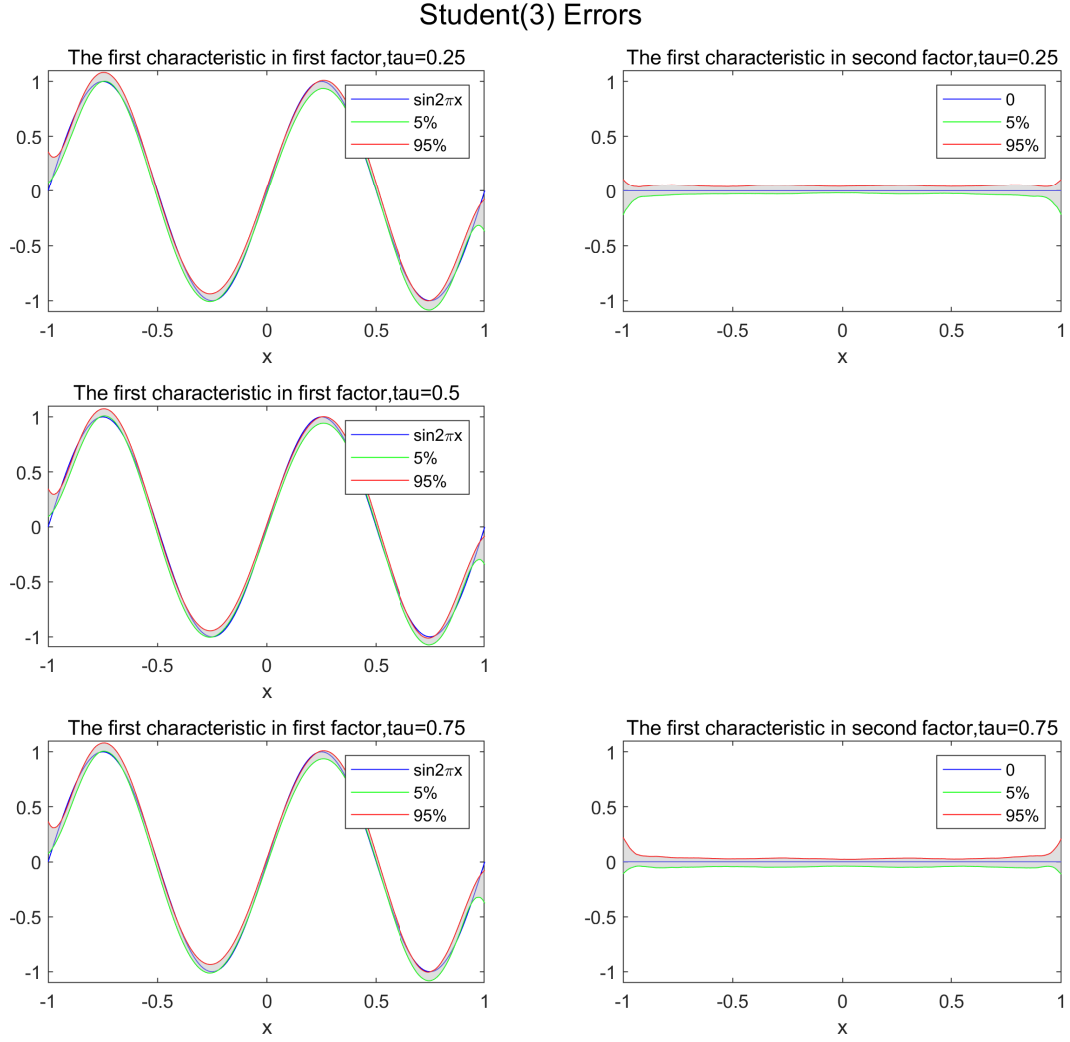 Student(3) Errors
The first characteristic in first factor,tau=0.25
1
0.5
0
-0.5
-1
sin2πx
5%
95%
-1 -0.5 0 0.5 1
x
The first characteristic in second factor,tau=0.25
1
0.5
0
-0.5
-1
0
5%
95%
-1 -0.5 0 0.5 1
x
The first characteristic in first factor,tau=0.5
1
0.5
0
-0.5
-1
sin2πx
5%
95%
-1 -0.5 0 0.5 1
x
The first characteristic in first factor,tau=0.75
1
0.5
0
-0.5
-1
sin2πx
5%
95%
-1 -0.5 0 0.5 1
x
The first characteristic in second factor,tau=0.75
1
0.5
0
-0.5
-1
0
5%
95%
-1 -0.5 0 0.5 1
x